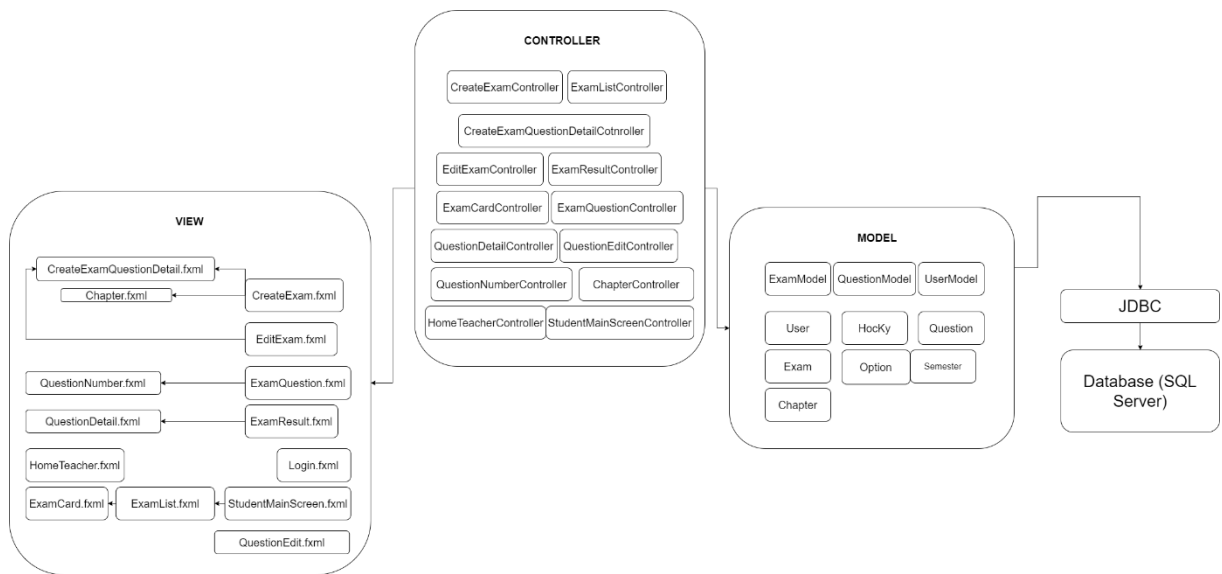 CONTROLLER
CreateExamController
ExamListController
CreateExamQuestionDetailCotnroller
EditExamController
ExamResultController
ExamCardController
ExamQuestionController
QuestionDetailController
QuestionEditController
QuestionNumberController
ChapterController
HomeTeacherController
StudentMainScreenController
VIEW
CreateExamQuestionDetail.fxml
Chapter.fxml
CreateExam.fxml
EditExam.fxml
QuestionNumber.fxml
ExamQuestion.fxml
QuestionDetail.fxml
ExamResult.fxml
HomeTeacher.fxml
Login.fxml
ExamCard.fxml
ExamList.fxml
StudentMainScreen.fxml
QuestionEdit.fxml
MODEL
ExamModel
QuestionModel
UserModel
User
HocKy
Question
Exam
Option
Semester
Chapter
JDBC
Database (SQL
Server)